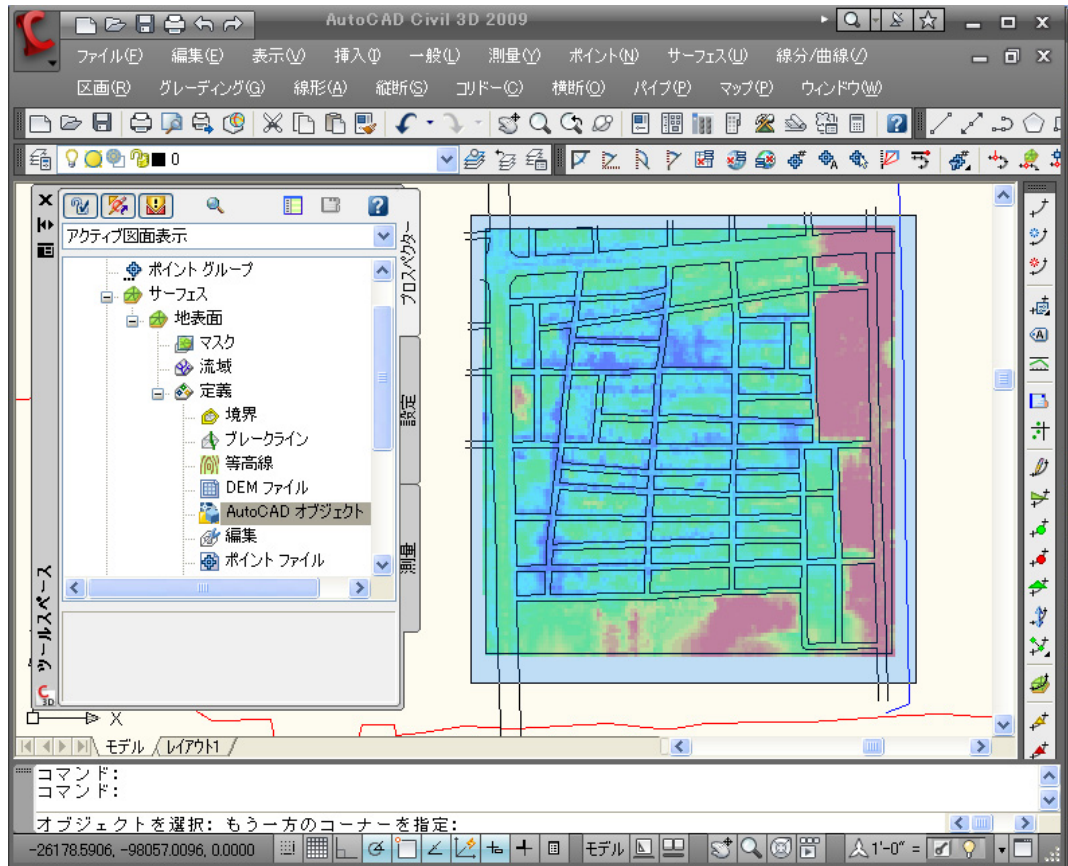 AutoCAD Civil 3D 2009
ファイル(F) 編集(E) 表示(V) 挿入(I) 一般(L) 測量(Y) ポイント(N) サーフェス(U) 線分/曲線(/)
区画(R) グレーディング(G) 線形(A) 縦断(S) コリドー(C) 横断(O) パイプ(P) マップ(P) ウィンドウ(W)
0
アクティブ図面表示
ポイント グループ
サーフェス
地表面
マスク
流域
定義
境界
ブレークライン
等高線
DEM ファイル
AutoCAD オブジェクト
編集
ポイント ファイル
プロスペクター
設定
測量
ツールスペース
3D
X
モデル レイアウト1
コマンド:
コマンド:
オブジェクトを選択: もう一方のコーナーを指定:
-26178.5906, -98057.0096, 0.0000 モデル 1'-0" =